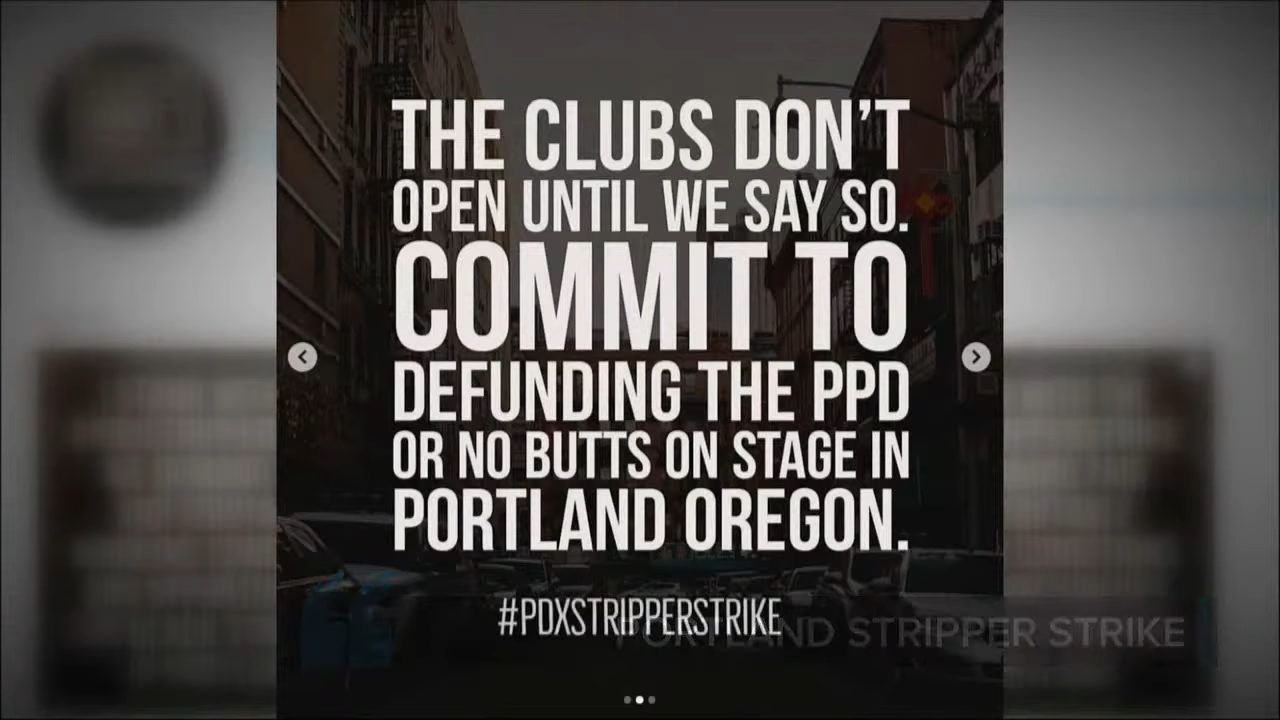 THE CLUBS DON'T
OPEN UNTIL WE SAY SO.
COMMIT TO
DEFUNDING THE PPD
OR NO BUTTS ON STAGE IN
PORTLAND OREGON.
#PDXSTRIPPERSTRIKE
PORTLAND STRIPPER STRIKE